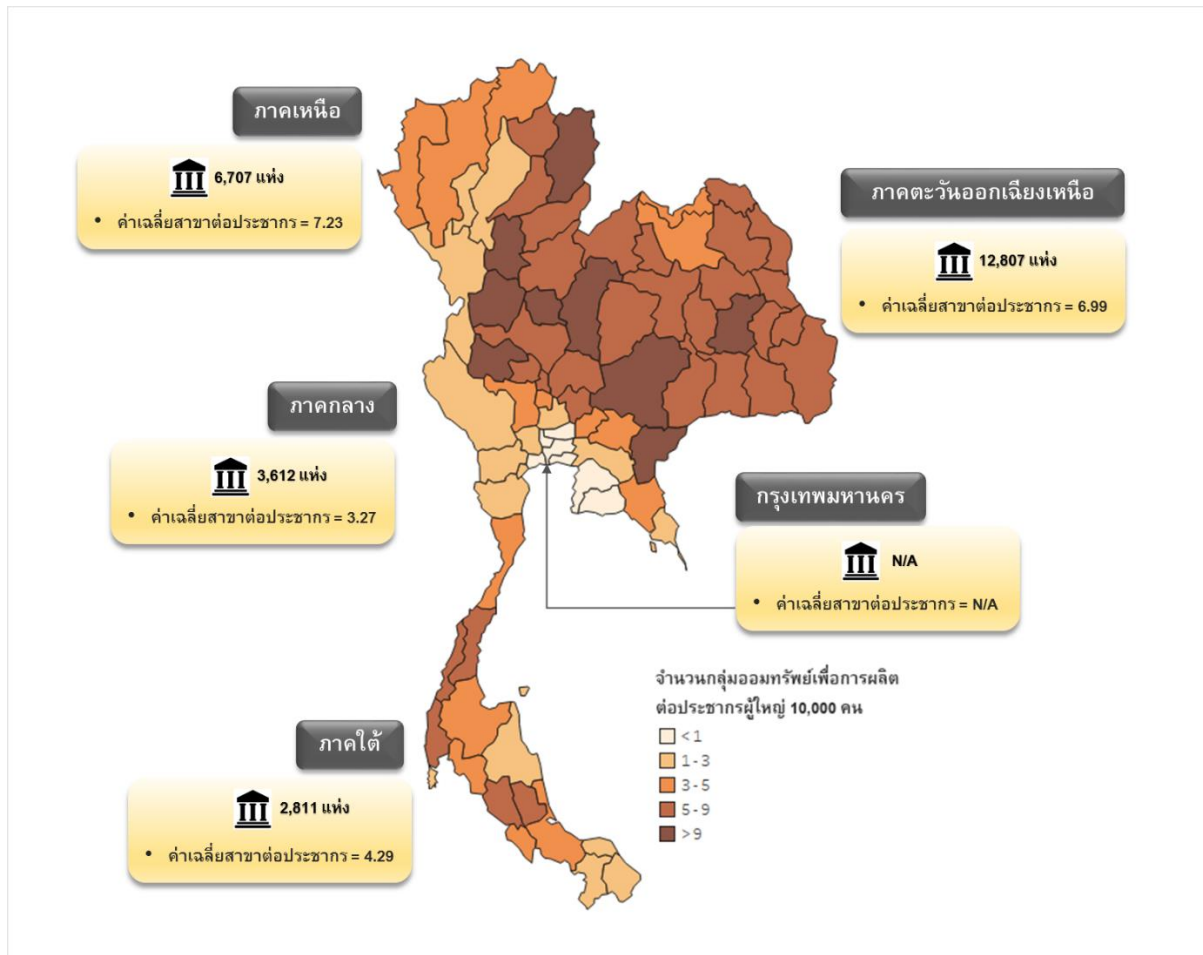 ภาคเหนือ
6,707 แห่ง
• ค่าเฉลี่ยสาขาต่อประชากร = 7.23
ภาคตะวันออกเฉียงเหนือ
12,807 แห่ง
• ค่าเฉลี่ยสาขาต่อประชากร = 6.99
ภาคกลาง
3,612 แห่ง
• ค่าเฉลี่ยสาขาต่อประชากร = 3.27
กรุงเทพมหานคร
N/A
• ค่าเฉลี่ยสาขาต่อประชากร = N/A
ภาคใต้
2,811 แห่ง
• ค่าเฉลี่ยสาขาต่อประชากร = 4.29
จำนวนกลุ่มออมทรัพย์เพื่อการผลิต
ต่อประชากรผู้ใหญ่ 10,000 คน
<1
1-3
3-5
5-9
>9